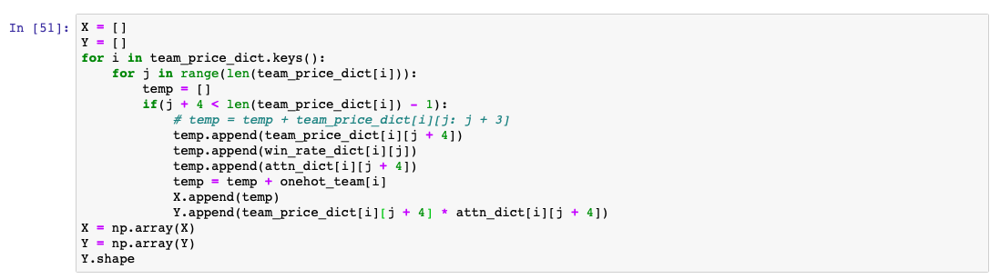 In [51]: X = []
Y = []
for i in team_price_dict.keys():
    for j in range(len(team_price_dict[i])):
        temp = []
        if(j + 4 < len(team_price_dict[i]) - 1):
            # temp = temp + team_price_dict[i][j: j + 3]
            temp.append(team_price_dict[i][j + 4])
            temp.append(win_rate_dict[i][j])
            temp.append(attn_dict[i][j + 4])
            temp = temp + onehot_team[i]
            X.append(temp)
            Y.append(team_price_dict[i][j + 4] * attn_dict[i][j + 4])
X = np.array(X)
Y = np.array(Y)
Y.shape